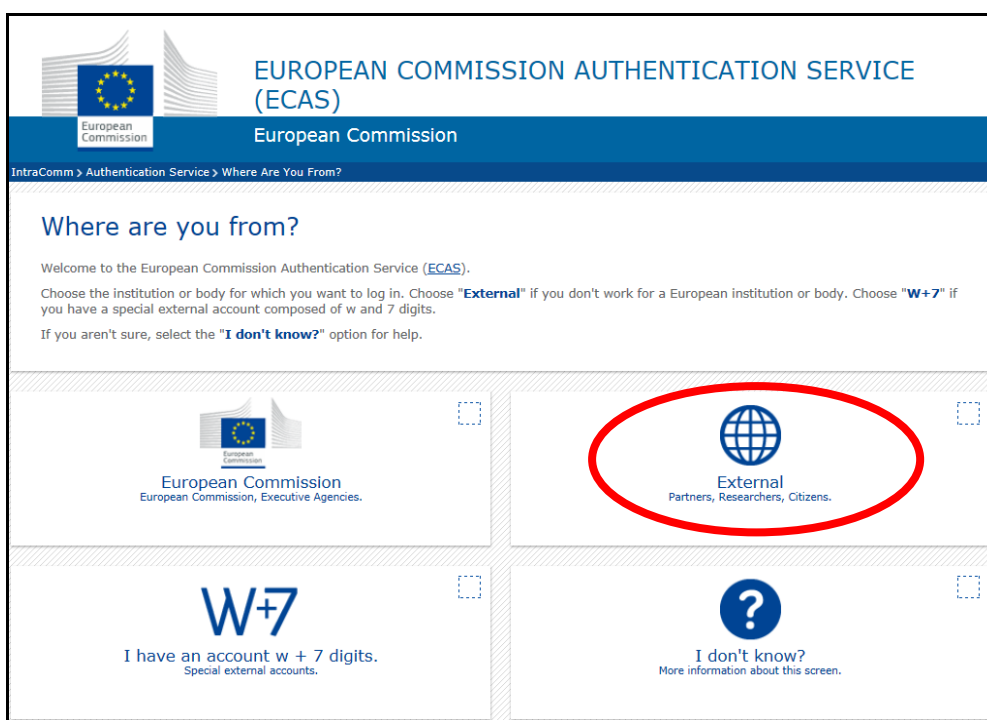 EUROPEAN COMMISSION AUTHENTICATION SERVICE
(ECAS)
European
Commission
European Commission
IntraComm > Authentication Service > Where Are You From?
Where are you from?
Welcome to the European Commission Authentication Service (ECAS).
Choose the institution or body for which you want to log in. Choose "External" if you don't work for a European institution or body. Choose "W+7" if
you have a special external account composed of w and 7 digits.
If you aren't sure, select the "I don't know?" option for help.
European
Commission
European Commission
European Commission, Executive Agencies.
External
Partners, Researchers, Citizens.
W+7
I have an account w + 7 digits.
Special external accounts.
?
I don't know?
More information about this screen.